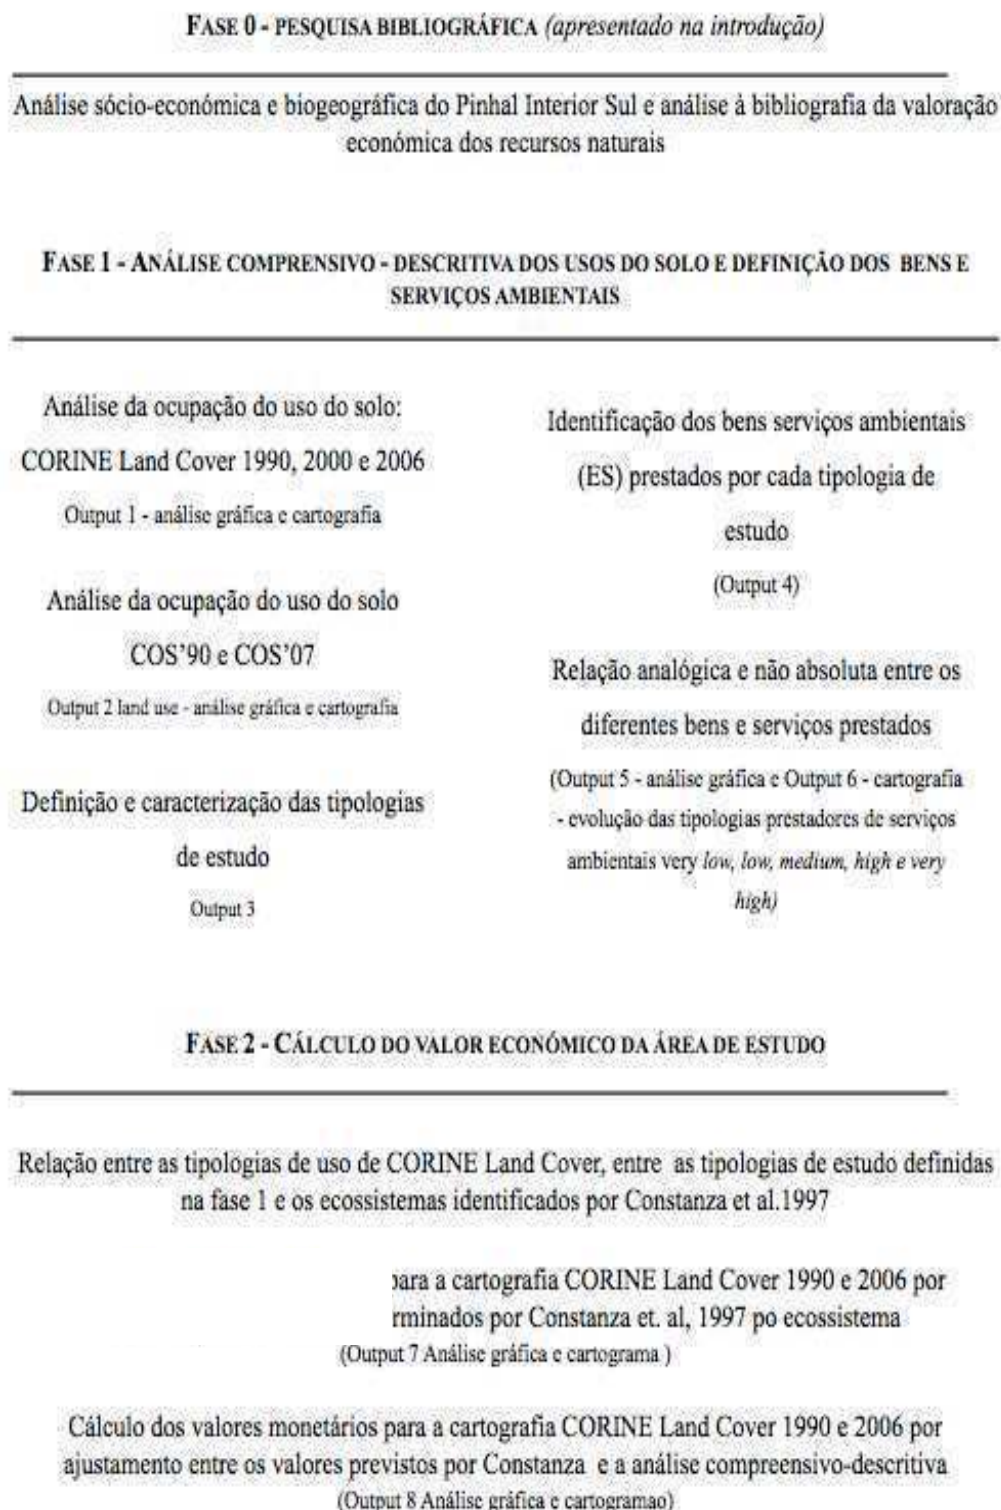 FASE 0 - PESQUISA BIBLIOGRÁFICA (apresentado na introdução)
Análise sócio-económica e biogeográfica do Pinhal Interior Sul e análise à bibliografia da valoração
económica dos recursos naturais
FASE 1 - ANÁLISE COMPRENSIVO - DESCRITIVA DOS USOS DO SOLO E DEFINIÇÃO DOS BENS E
SERVIÇOS AMBIENTAIS
Análise da ocupação do uso do solo:
CORINE Land Cover 1990, 2000 e 2006
Output 1 - análise gráfica e cartografia
Análise da ocupação do uso do solo
COS'90 e COS'07
Output 2 land use - análise gráfica e cartografia
Definição e caracterização das tipologias
de estudo
Output 3
Identificação dos bens serviços ambientais
(ES) prestados por cada tipologia de
estudo
(Output 4)
Relação analógica e não absoluta entre os
diferentes bens e serviços prestados
(Output 5 - análise gráfica e Output 6 - cartografia
- evolução das tipologias prestadores de serviços
ambientais very low, low, medium, high e very
high)
FASE 2 - CÁLCULO DO VALOR ECONÓMICO DA ÁREA DE ESTUDO
Relação entre as tipologias de uso de CORINE Land Cover, entre as tipologias de estudo definidas
na fase 1 e os ecossistemas identificados por Constanza et al.1997
para a cartografia CORINE Land Cover 1990 e 2006 por
rminados por Constanza et. al, 1997 po ecossistema
(Output 7 Análise gráfica e cartograma )
Cálculo dos valores monetários para a cartografia CORINE Land Cover 1990 e 2006 por
ajustamento entre os valores previstos por Constanza e a análise compreensivo-descritiva
(Output 8 Análise gráfica e cartogramao)